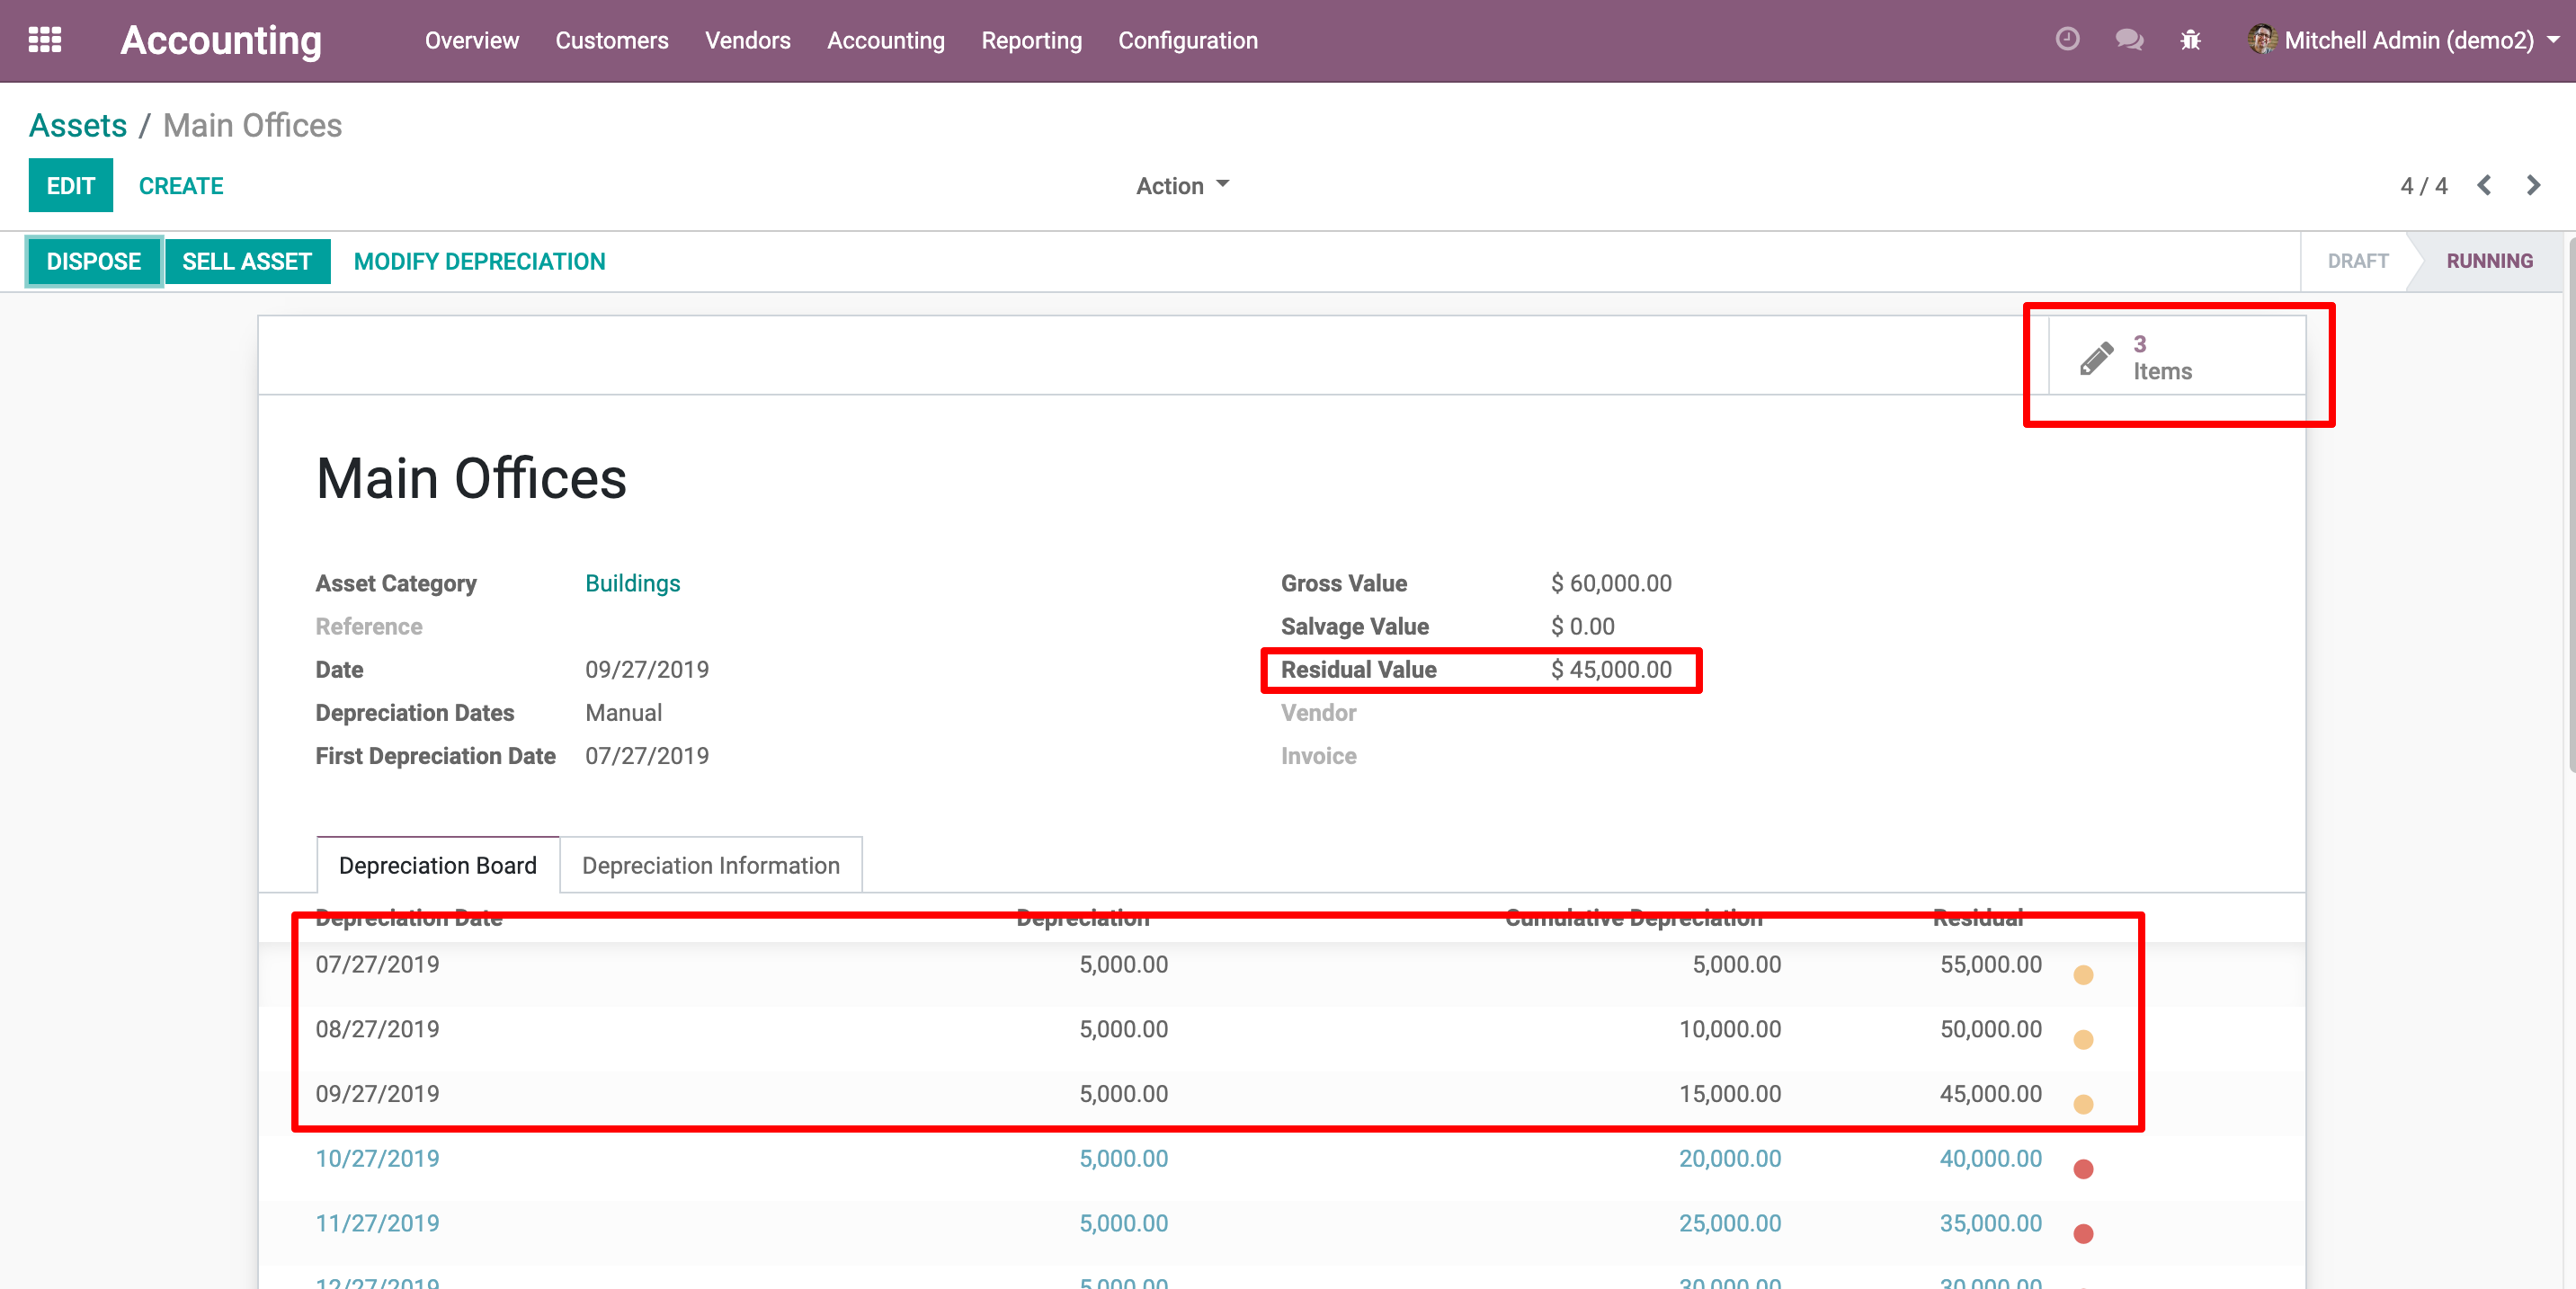 Accounting Overview Customers Vendors Accounting Reporting Configuration Mitchell Admin (demo2)
Assets / Main Offices
EDIT CREATE Action 4 / 4
DISPOSE SELL ASSET MODIFY DEPRECIATION DRAFT RUNNING
3
Items
Main Offices
Asset Category Buildings Gross Value $ 60,000.00
Reference Salvage Value $ 0.00
Date 09/27/2019 Residual Value $ 45,000.00
Depreciation Dates Manual Vendor
First Depreciation Date 07/27/2019 Invoice
Depreciation Board Depreciation Information
Depreciation Date Depreciation Cumulative Depreciation Residual
07/27/2019 5,000.00 5,000.00 55,000.00
08/27/2019 5,000.00 10,000.00 50,000.00
09/27/2019 5,000.00 15,000.00 45,000.00
10/27/2019 5,000.00 20,000.00 40,000.00
11/27/2019 5,000.00 25,000.00 35,000.00
12/27/2019 5,000.00 30,000.00 30,000.00